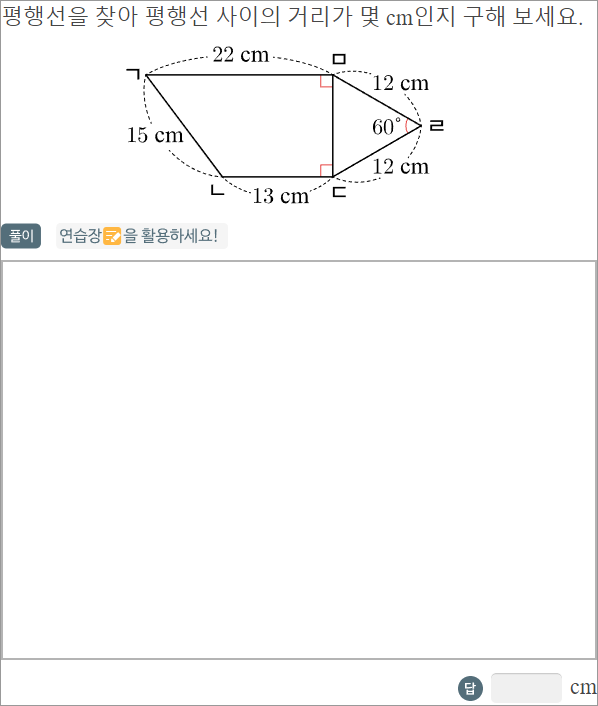 평행선을 찾아 평행선 사이의 거리가 몇 cm인지 구해 보세요.
22 cm
ㄱ
ㅁ
12 cm
15 cm
60°
ㄹ
12 cm
ㄴ
13 cm
ㄷ
풀이 연습장을 활용하세요!
답 cm